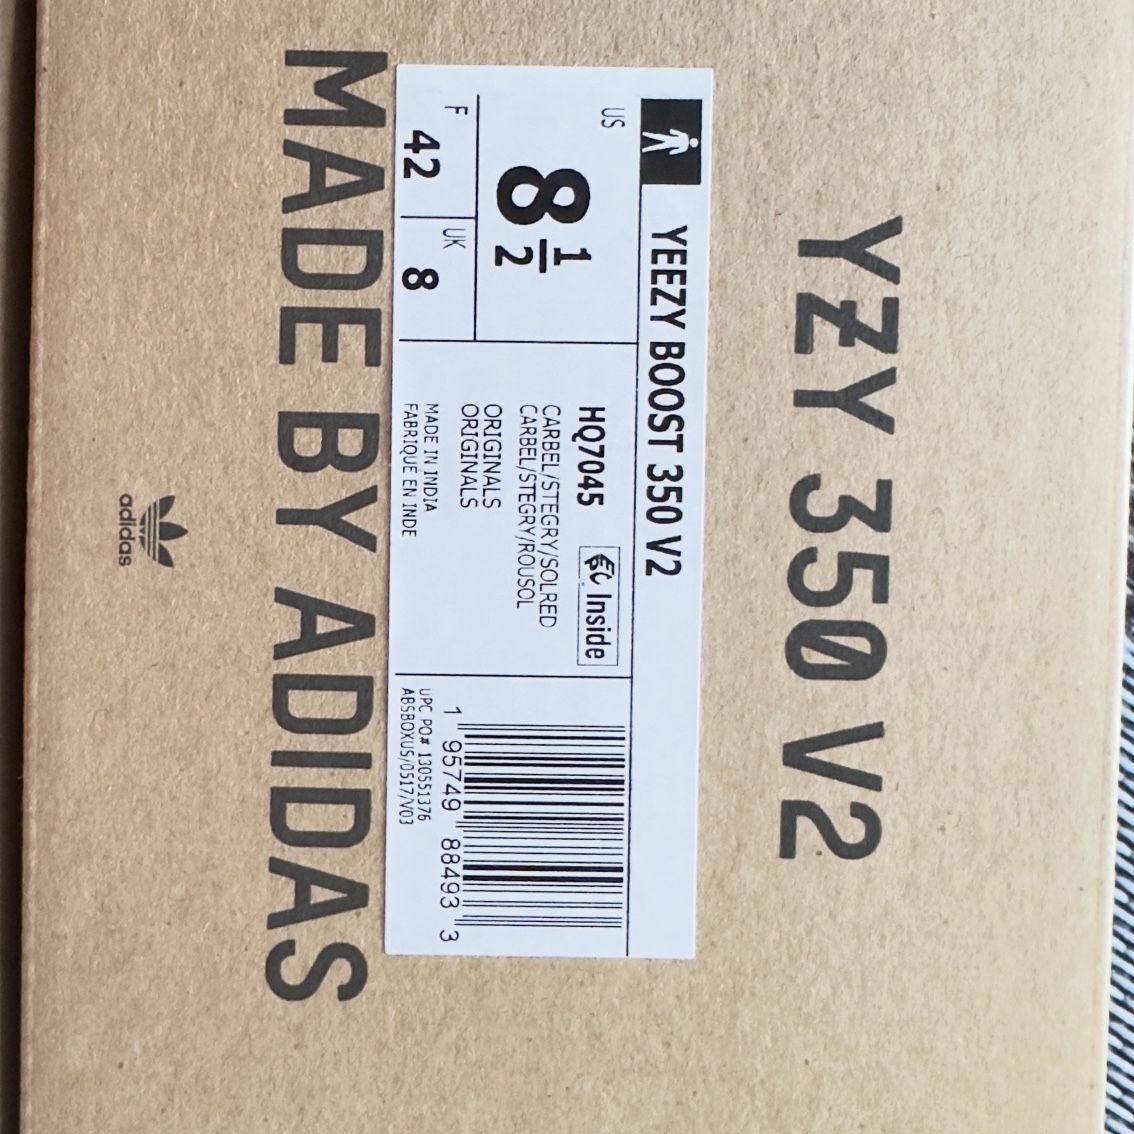 YZY 350 V2
YEEZY BOOST 350 V2
US
8 1/2
F 42
UK 8
HQ7045
Inside
CARBEL/STEGRY/SOLRED
CARBEL/STEGRY/ROUSOL
ORIGINALS
ORIGINALS
MADE IN INDIA
FABRIQUÉ EN INDE
1 95749 88493 3
UPC PO# 130551376
ABSBOXUS/0517/V03
MADE BY ADIDAS
adidas